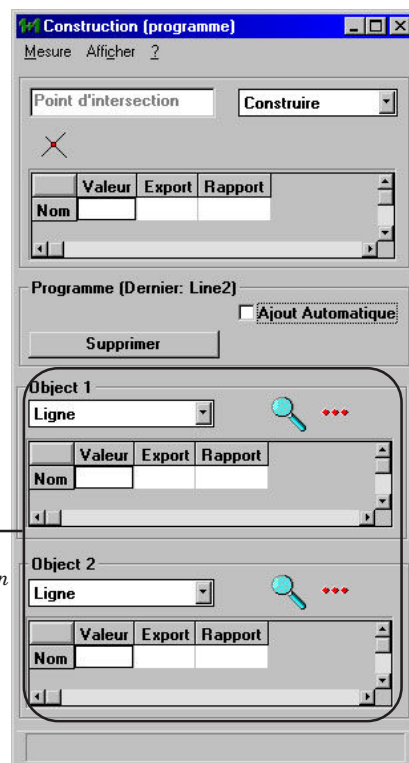 Construction (programme)
Mesure Afficher ?
Point d'intersection Construire
Valeur Export Rapport
Nom
Programme (Dernier: Line2)
Ajout Automatique
Supprimer
Object 1
Ligne
Valeur Export Rapport
Nom
Object 2
n
Ligne
Valeur Export Rapport
Nom